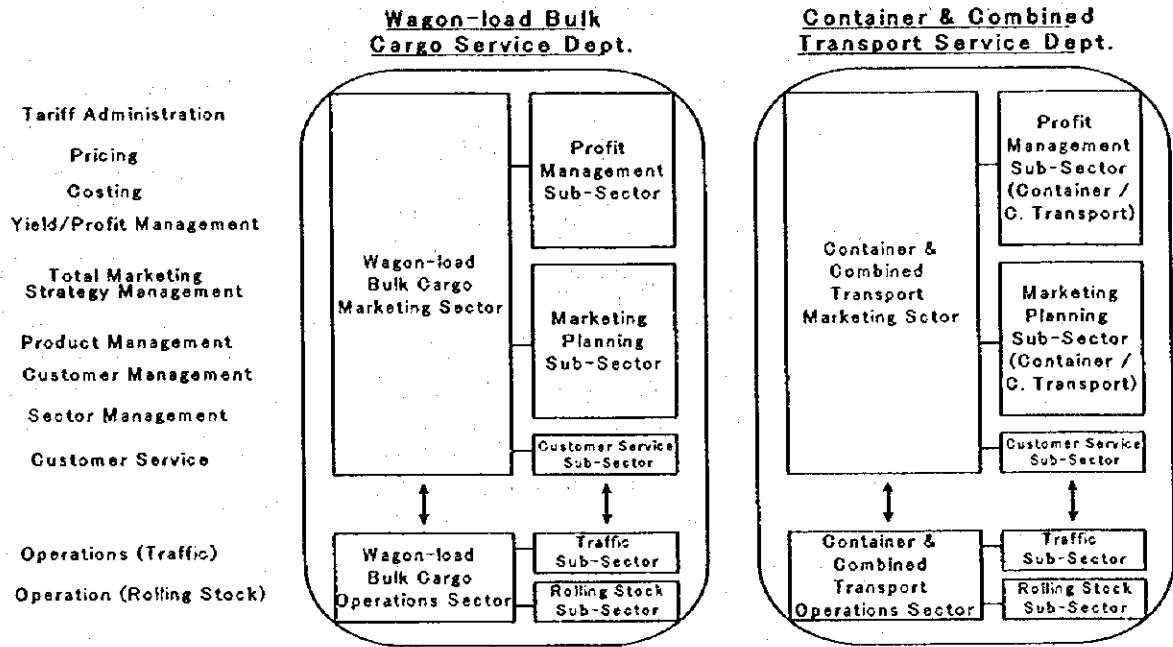 Wagon-load Bulk
Cargo Service Dept.
Container & Combined
Transport Service Dept.
Tariff Administration
Pricing
Costing
Yield/Profit Management
Total Marketing
Strategy Management
Product Management
Customer Management
Sector Management
Customer Service
Operations (Traffic)
Operation (Rolling Stock)
Wagon-load
Bulk Cargo
Marketing Sector
Profit
Management
Sub-Sector
Marketing
Planning
Sub-Sector
Customer Service
Sub-Sector
Wagon-load
Bulk Cargo
Operations Sector
Traffic
Sub-Sector
Rolling Stock
Sub-Sector
Container &
Combined
Transport
Marketing Sctor
Profit
Management
Sub-Sector
(Container /
C. Transport)
Marketing
Planning
Sub-Sector
(Container /
C. Transport)
Customer Service
Sub-Sector
Container &
Combined
Transport
Operations Sector
Traffic
Sub-Sector
Rolling Stock
Sub-Sector